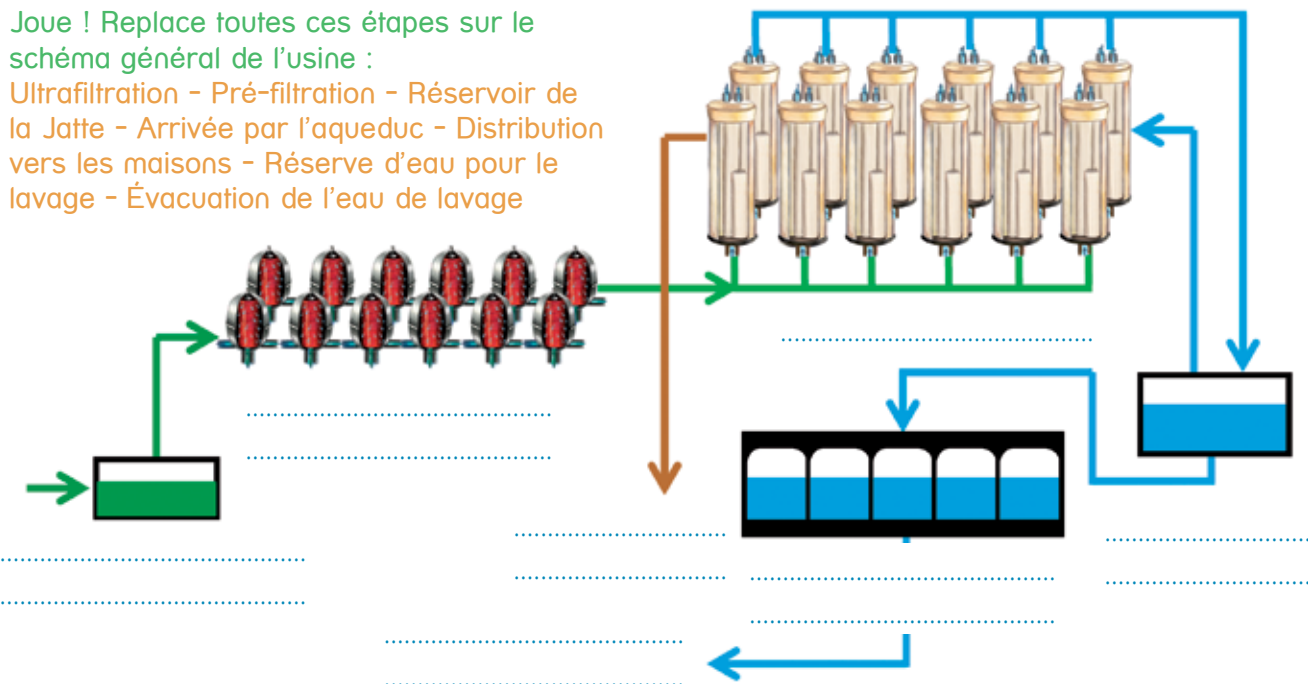 Joue ! Replace toutes ces étapes sur le
schéma général de l'usine :
Ultrafiltration - Pré-filtration - Réservoir de
la Jatte - Arrivée par l'aqueduc - Distribution
vers les maisons - Réserve d'eau pour le
lavage - Évacuation de l'eau de lavage